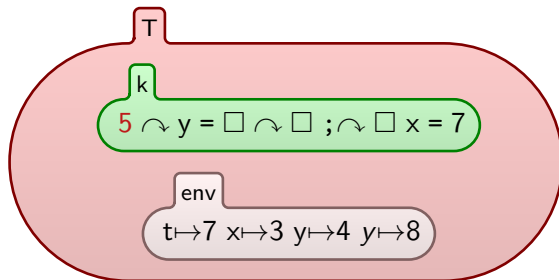 T
k
5 ↷ y = □ ↷ □ ; ↷ □ x = 7
env
t↦7 x↦3 y↦4 y↦8